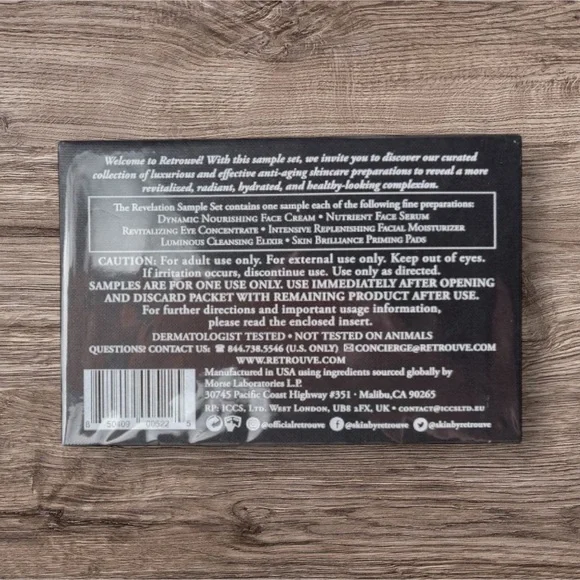 Welcome to Retrouvé! With this sample set, we invite you to discover our curated
collection of luxurious and effective anti-aging skincare preparations to reveal a more
revitalised, radiant, hydrated, and healthy-looking complexion.
The Revelation Sample Set contains one sample each of the following fine preparations:
Dynamic Nourishing Face Cream • Nutrient Face Serum
Revitalizing Eye Concentrate • Intensive Replenishing Facial Moisturizer
Luminous Cleansing Elixir • Skin Brilliance Priming Pads
CAUTION: For adult use only. For external use only. Keep out of eyes.
If irritation occurs, discontinue use. Use only as directed.
SAMPLES ARE FOR ONE USE ONLY. USE IMMEDIATELY AFTER OPENING
AND DISCARD PACKET WITH REMAINING PRODUCT AFTER USE.
For further directions and important usage information,
please read the enclosed insert.
DERMATOLOGIST TESTED • NOT TESTED ON ANIMALS
QUESTIONS? CONTACT US: 844.738.5546 (U.S. ONLY) CONCIERGE@RETROUVE.COM
WWW.RETROUVE.COM
Manufactured in USA using ingredients sourced globally by
Morse Laboratories L.P.
30745 Pacific Coast Highway #351 • Malibu, CA 90265
RP: ICCS, Ltd. West London, UB8 2FX, UK • contact@iccsltd.eu
@officialretrouve @skinbyretrouve @skinbyretrouve
8 50409 00522 5